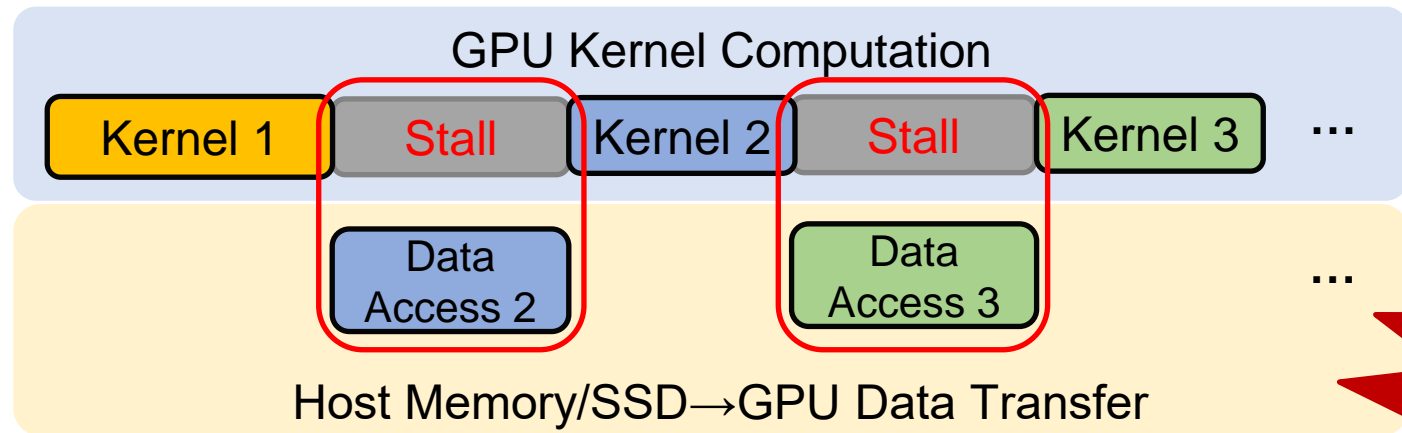 GPU Kernel Computation
Kernel 1 Stall Kernel 2 Stall Kernel 3 ...
Data
Access 2
Data
Access 3
...
Host Memory/SSD→GPU Data Transfer